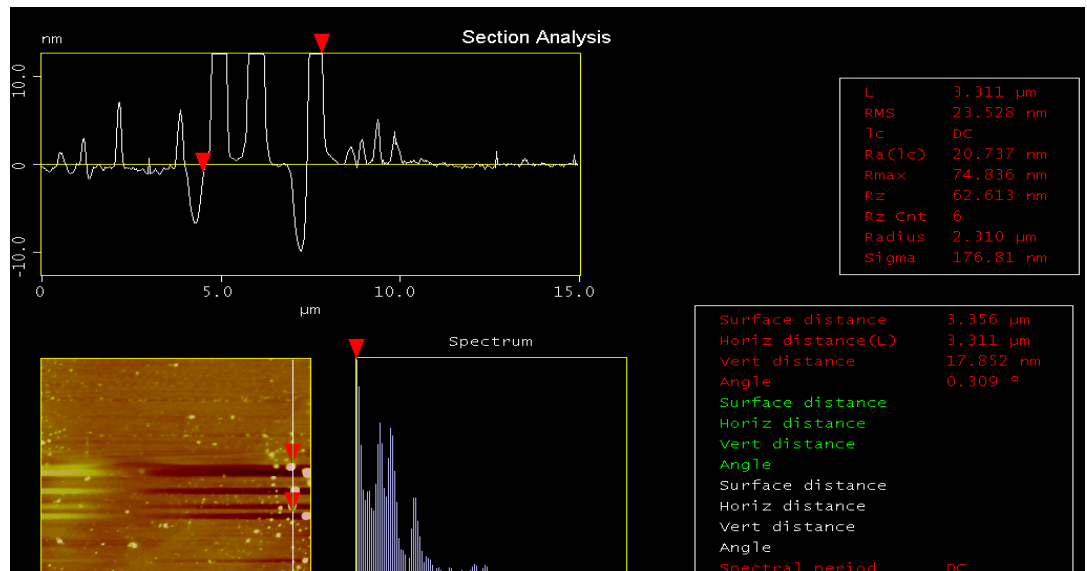 Section Analysis
nm
10.0
0
-10.0
0 5.0 10.0 15.0
µm
L 3.311 µm
RMS 23.528 nm
lc DC
Ra(lc) 20.737 nm
Rmax 74.836 nm
Rz 62.613 nm
Rz Cnt 6
Radius 2.310 µm
Sigma 176.81 nm
Spectrum
Surface distance 3.356 µm
Horiz distance(L) 3.311 µm
Vert distance 17.852 nm
Angle 0.309 °
Surface distance
Horiz distance
Vert distance
Angle
Surface distance
Horiz distance
Vert distance
Angle
Spectral period DC